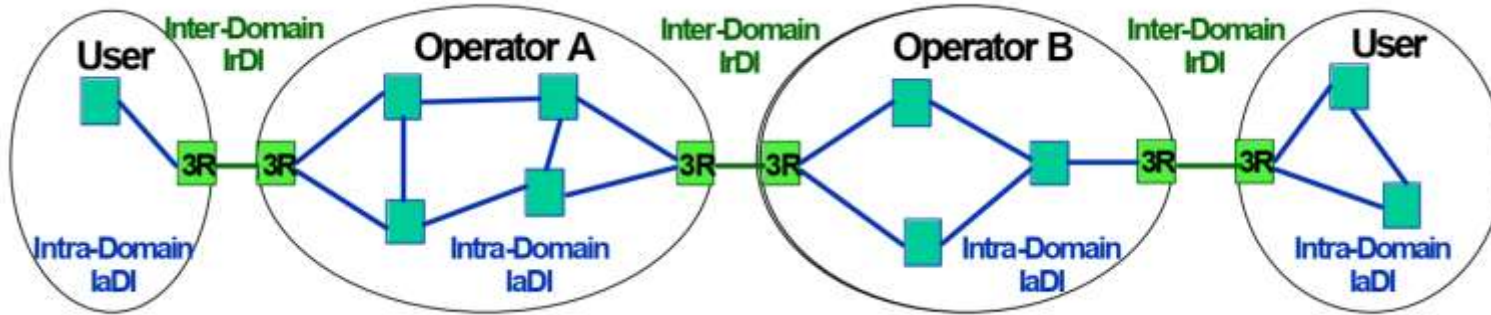 User
Inter-Domain
IrDI
Operator A
Inter-Domain
IrDI
Operator B
Inter-Domain
IrDI
User
3R
3R
3R
3R
3R
3R
Intra-Domain
IaDI
Intra-Domain
IaDI
Intra-Domain
IaDI
Intra-Domain
IaDI